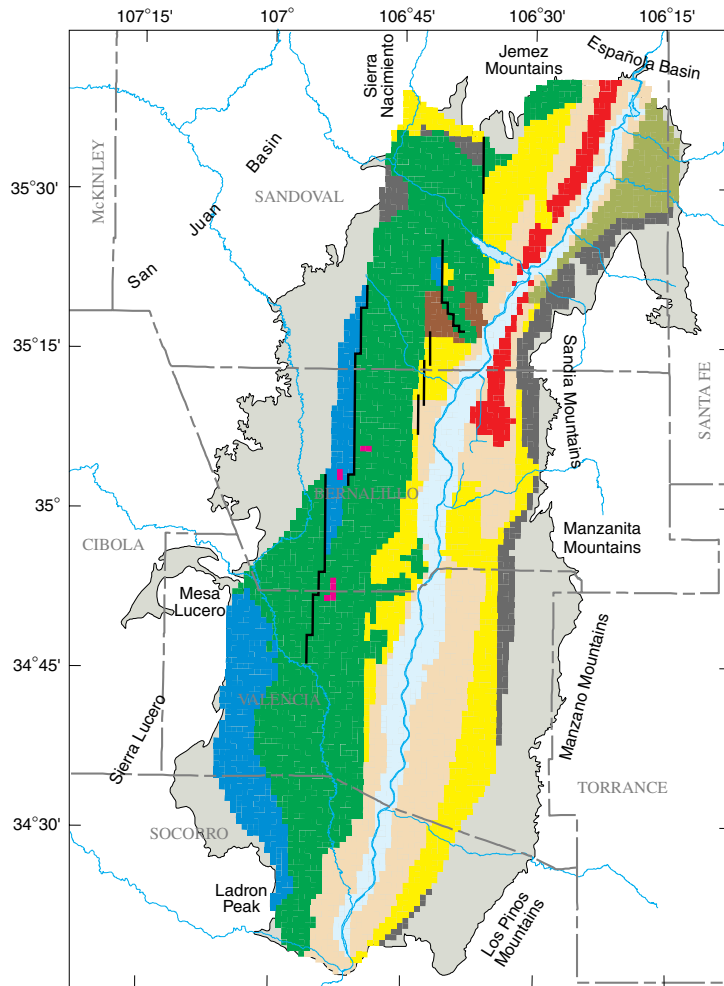 107°15'
107°
106°45'
106°30'
106°15'
Sierra
Nacimiento
Jemez
Mountains
Española Basin
McKINLEY
San Juan Basin
SANDOVAL
35°30'
35°15'
SANTA FE
Sandia Mountains
35°
BERNALILLO
CIBOLA
Manzanita
Mountains
Mesa
Lucero
34°45'
VALENCIA
Manzano Mountains
Sierra Lucero
TORRANCE
34°30'
SOCORRO
Ladron
Peak
Los Pinos
Mountains